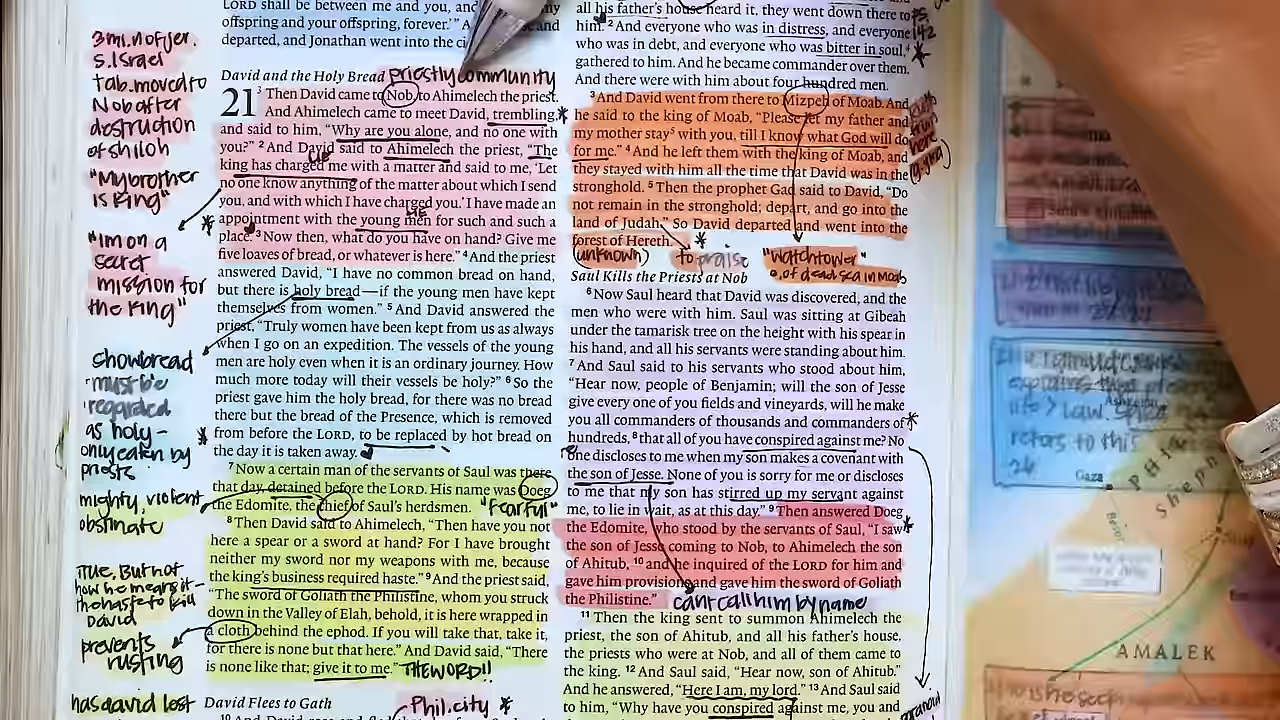 LORD shall be between me and you, and
offspring and your offspring, forever.'" A
departed, and Jonathan went into the ci
David and the Holy Bread priestly community
21 ³ Then David came to Nob, to Ahimelech the priest.
And Ahimelech came to meet David, trembling,
and said to him, "Why are you alone, and no one with
you?" ² And David said to Ahimelech the priest, "The
king has charged me with a matter and said to me, 'Let
no one know anything of the matter about which I send
you, and with which I have charged you.' I have made an
appointment with the young men for such and such a
place. ³ Now then, what do you have on hand? Give me
five loaves of bread, or whatever is here." ⁴ And the priest
answered David, "I have no common bread on hand,
but there is holy bread—if the young men have kept
themselves from women." ⁵ And David answered the
priest, "Truly women have been kept from us as always
when I go on an expedition. The vessels of the young
men are holy even when it is an ordinary journey. How
much more today will their vessels be holy?" ⁶ So the
priest gave him the holy bread, for there was no bread
there but the bread of the Presence, which is removed
from before the LORD, to be replaced by hot bread on
the day it is taken away.
⁷ Now a certain man of the servants of Saul was there
that day, detained before the LORD. His name was Doeg
the Edomite, the chief of Saul's herdsmen. "fearful"
⁸ Then David said to Ahimelech, "Then have you not
here a spear or a sword at hand? For I have brought
neither my sword nor my weapons with me, because
the king's business required haste." ⁹ And the priest said,
"The sword of Goliath the Philistine, whom you struck
down in the Valley of Elah, behold, it is here wrapped in
a cloth behind the ephod. If you will take that, take it,
for there is none but that here." And David said, "There
is none like that; give it to me." THE WORD!!
David Flees to Gath Phil. city
3mi. n of Jer.
S. Israel
tab. moved to
Nob after
destruction
of Shiloh
"My brother
is King"
"Im on a
secret
mission for
the King"
showbread
must be
regarded
as holy-
only eaten by
priests
mighty, violent,
obstinate
True, But not
how he means it-
the haste to kill
David
prevents
rusting
has david lost
all his father's house heard it, they went down there to
him. ² And everyone who was in distress, and everyone
who was in debt, and everyone who was bitter in soul,
gathered to him. And he became commander over them.
And there were with him about four hundred men.
³ And David went from there to Mizpeh of Moab. And
he said to the king of Moab, "Please let my father and
my mother stay with you, till I know what God will do
for me." ⁴ And he left them with the king of Moab, and
they stayed with him all the time that David was in the
stronghold. ⁵ Then the prophet Gad said to David, "Do
not remain in the stronghold; depart, and go into the
land of Judah." So David departed and went into the
forest of Hereth.
(unknown) to praise "watchtower"
e. of dead sea in Moab
Saul Kills the Priests at Nob
⁶ Now Saul heard that David was discovered, and the
men who were with him. Saul was sitting at Gibeah
under the tamarisk tree on the height with his spear in
his hand, and all his servants were standing about him.
⁷ And Saul said to his servants who stood about him,
"Hear now, people of Benjamin; will the son of Jesse
give every one of you fields and vineyards, will he make
you all commanders of thousands and commanders of
hundreds, ⁸ that all of you have conspired against me? No
one discloses to me when my son makes a covenant with
the son of Jesse. None of you is sorry for me or discloses
to me that my son has stirred up my servant against
me, to lie in wait, as at this day." ⁹ Then answered Doeg
the Edomite, who stood by the servants of Saul, "I saw
the son of Jesse coming to Nob, to Ahimelech the son
of Ahitub, ¹⁰ and he inquired of the LORD for him and
gave him provisions and gave him the sword of Goliath
the Philistine." cant call him by name
¹¹ Then the king sent to summon Ahimelech the
priest, the son of Ahitub, and all his father's house,
the priests who were at Nob, and all of them came to
the king. ¹² And Saul said, "Hear now, son of Ahitub."
And he answered, "Here I am, my lord." ¹³ And Saul said
to him, "Why have you conspired against me, you and
Ps.
142
Gaza
AMALEK